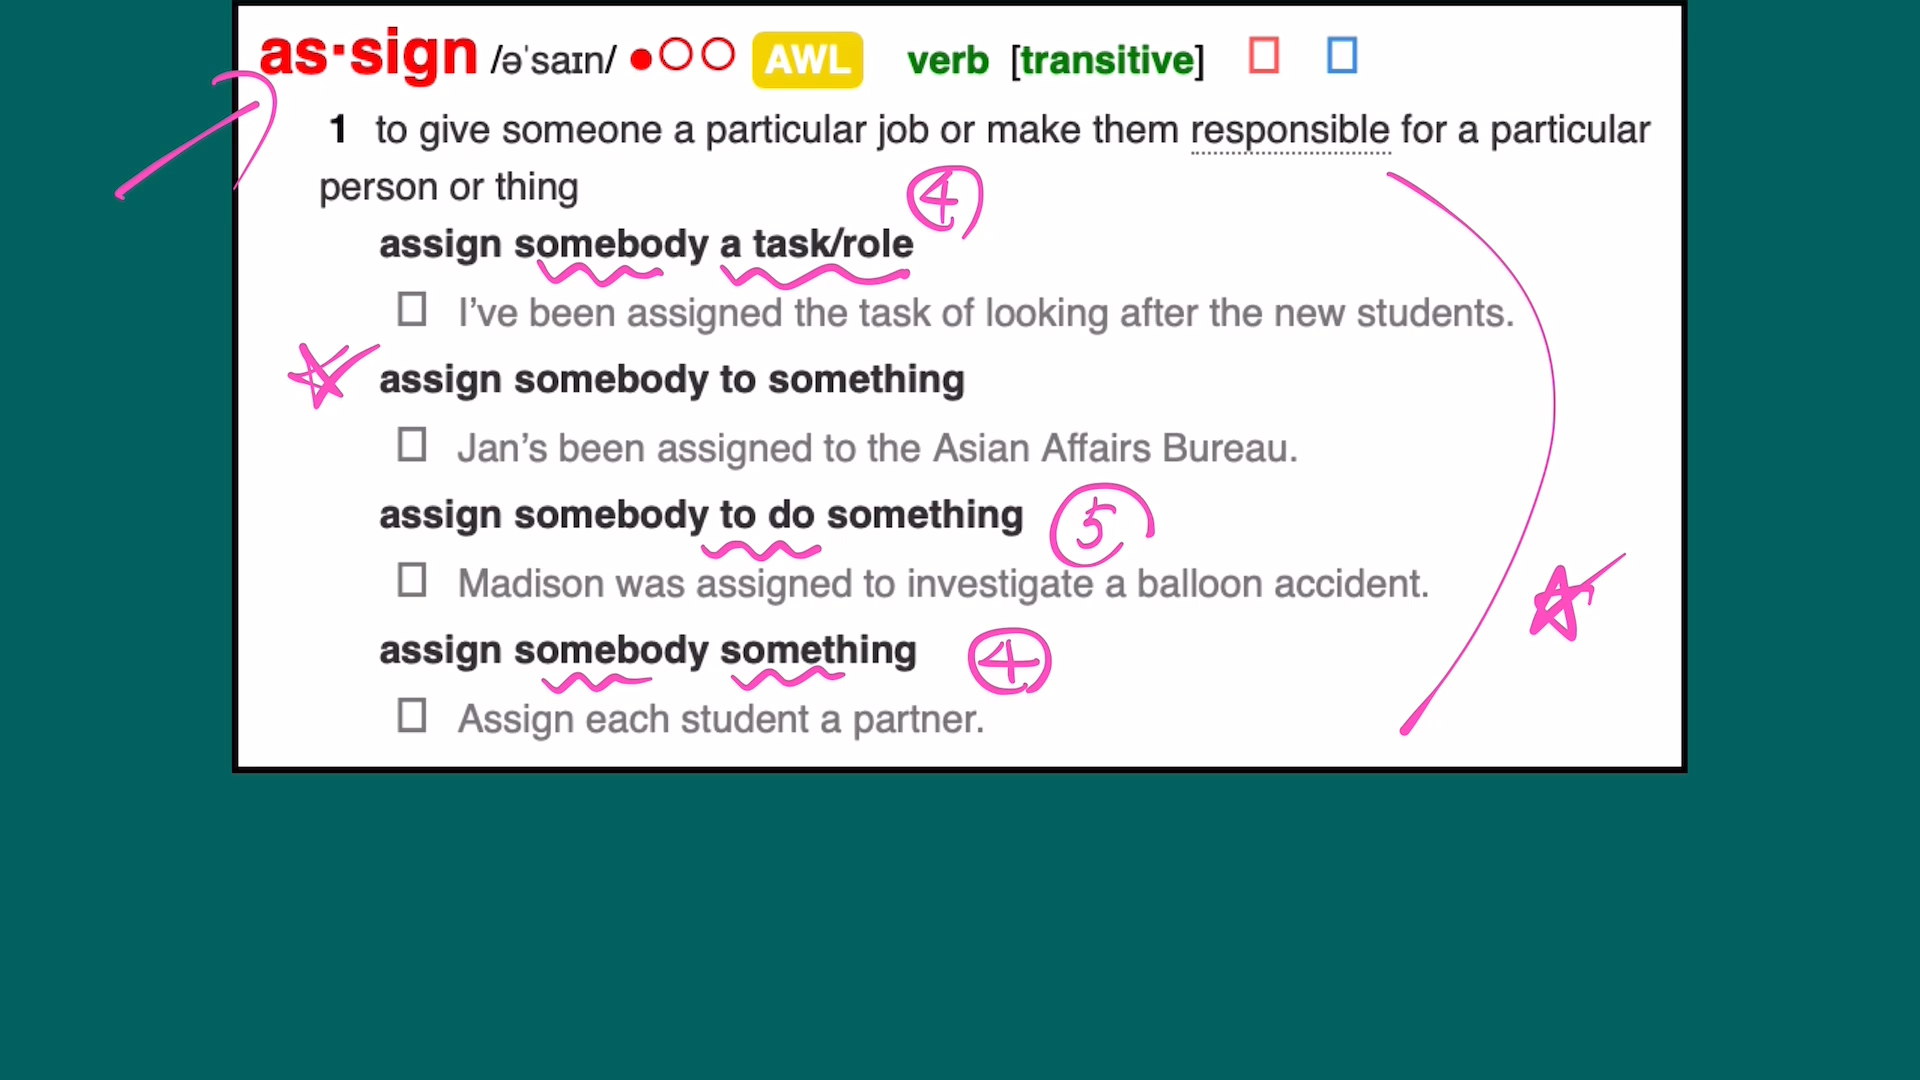 as·sign /əˈsaɪn/ ●○○ AWL verb [transitive]
1 to give someone a particular job or make them responsible for a particular
person or thing
④
assign somebody a task/role
I’ve been assigned the task of looking after the new students.
assign somebody to something
Jan’s been assigned to the Asian Affairs Bureau.
assign somebody to do something ⑤
Madison was assigned to investigate a balloon accident.
assign somebody something ④
Assign each student a partner.